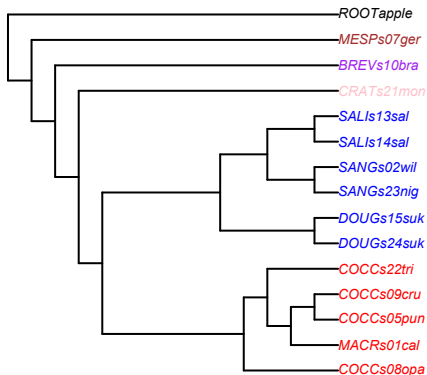 ROOTapple
MESPs07ger
BREVs10bra
CRATs21mon
SALIs13sal
SALIs14sal
SANGs02wil
SANGs23nig
DOUGs15suk
DOUGs24suk
COCCs22tri
COCCs09cru
COCCs05pun
MACRs01cal
COCCs08opa